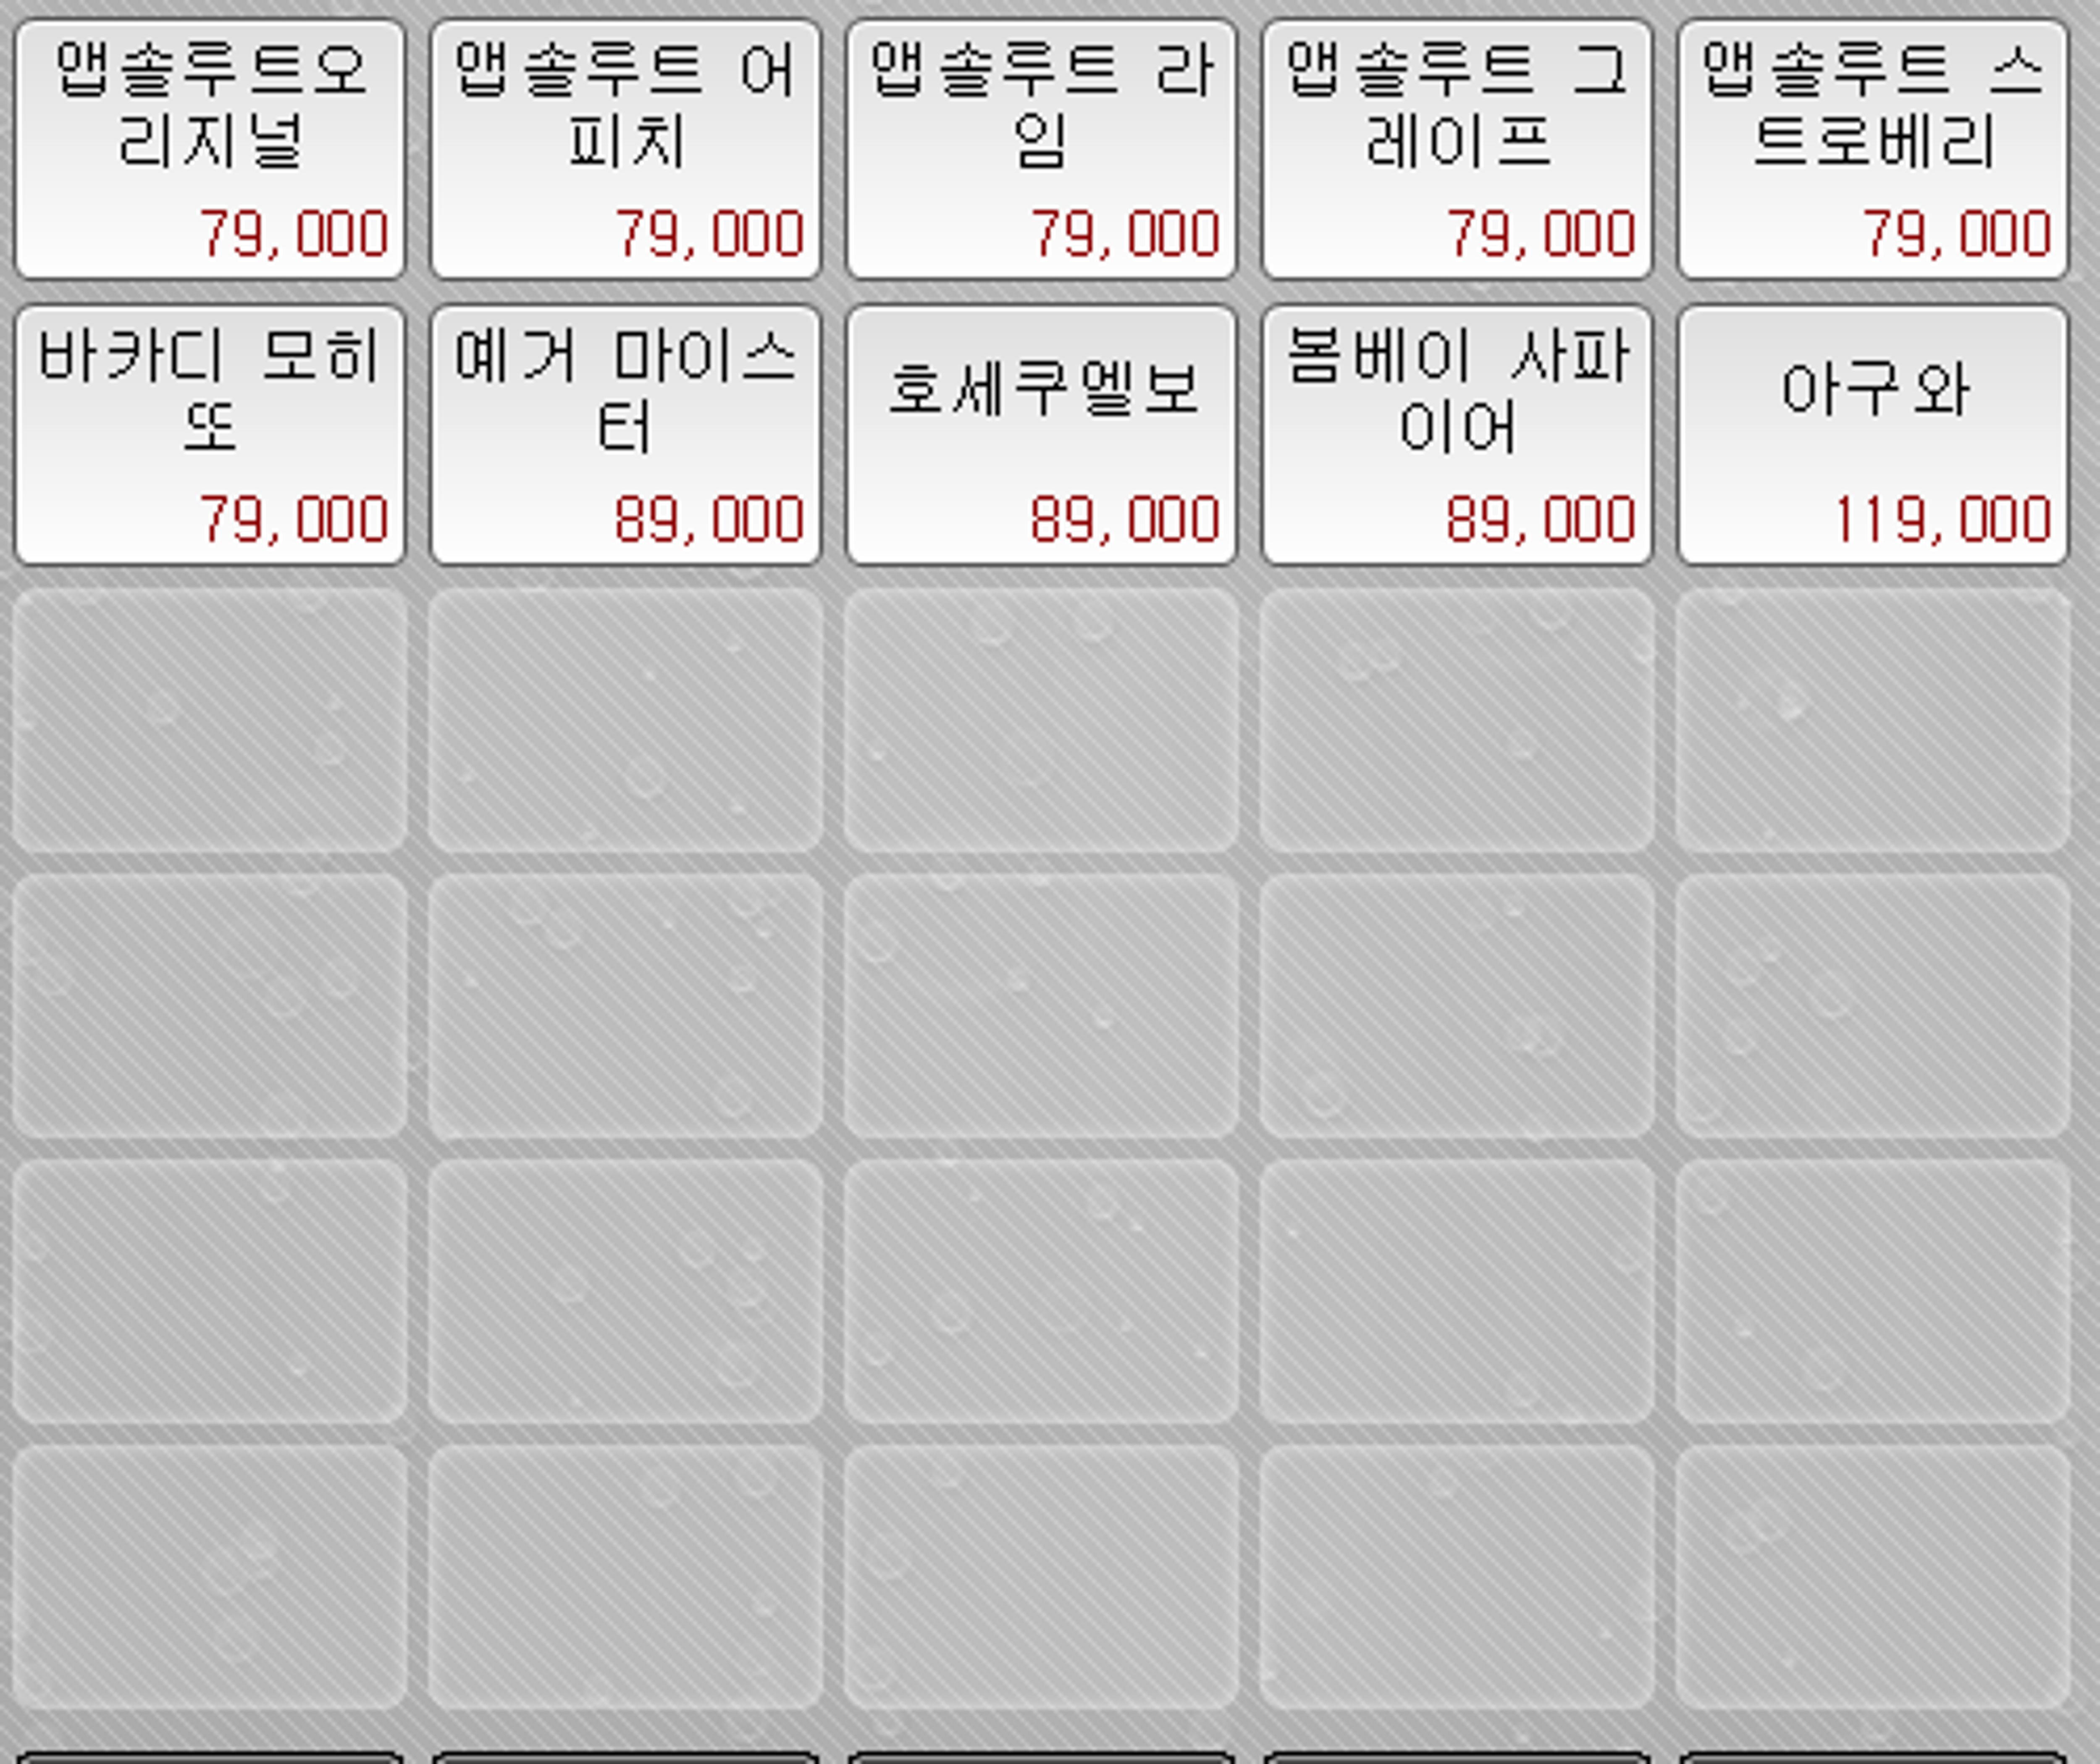 앱솔루트오
리지널
79,000
앱솔루트 어
피치
79,000
앱솔루트 라
임
79,000
앱솔루트 그
레이프
79,000
앱솔루트 스
트로베리
79,000
바카디 모히
또
79,000
예거 마이스
터
89,000
호세쿠엘보
89,000
봄베이 사파
이어
89,000
아구와
119,000